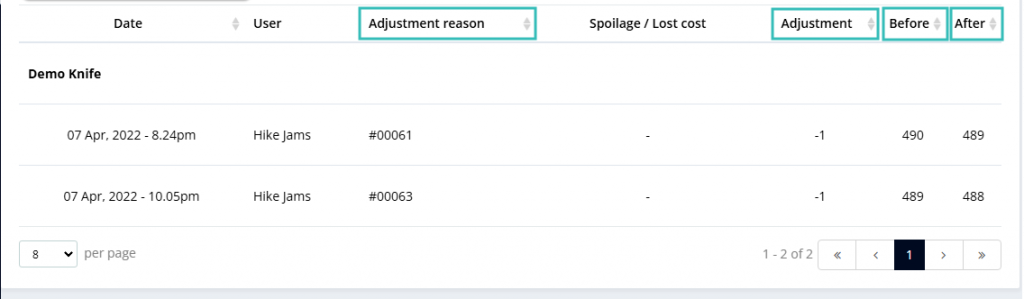 Date User Adjustment reason Spoilage / Lost cost Adjustment Before After
Demo Knife
07 Apr, 2022 - 8.24pm Hike Jams #00061 - -1 490 489
07 Apr, 2022 - 10.05pm Hike Jams #00063 - -1 489 488
8 per page 1 - 2 of 2 « ‹ 1 › »